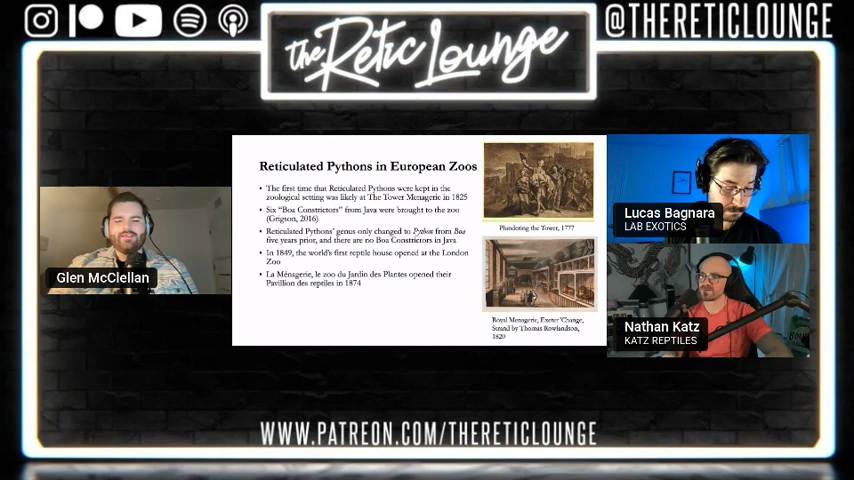 @THERETICLOUNGE
the Retic Lounge
Reticulated Pythons in European Zoos
• The first time that Reticulated Pythons were kept in the
zoological setting was likely at The Tower Menagerie in 1825
• Six “Boa Constrictors” from Java were brought to the zoo
(Grigson, 2016)
• Reticulated Pythons’ genus only changed to Python from Boa
five years prior, and there are no Boa Constrictors in Java
• In 1849, the world’s first reptile house opened at the London
Zoo
• La Ménagerie, le zoo du Jardin des Plantes opened their
Pavillion des reptiles in 1874
Plundering the Tower, 1777
Royal Menagerie, Exeter 'Change,
Strand by Thomas Rowlandson,
1820
Glen McClellan
Lucas Bagnara
LAB EXOTICS
Nathan Katz
KATZ REPTILES
WWW.PATREON.COM/THERETICLOUNGE